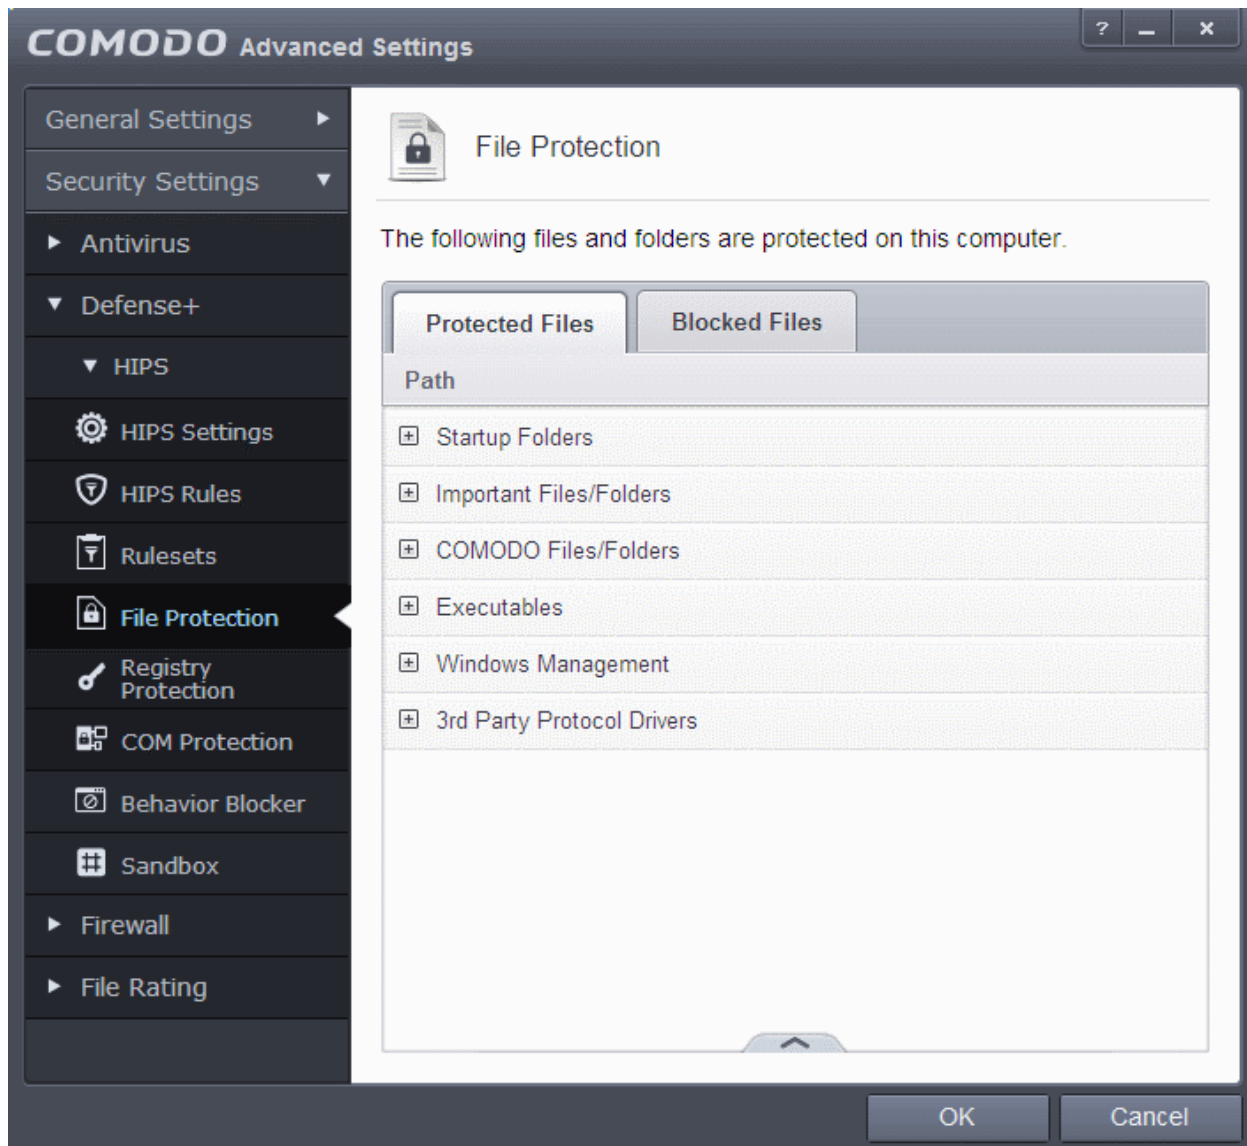 COMODO Advanced Settings
?
General Settings
Security Settings
Antivirus
Defense+
HIPS
HIPS Settings
HIPS Rules
Rulesets
File Protection
Registry
Protection
COM Protection
Behavior Blocker
Sandbox
Firewall
File Rating
File Protection
The following files and folders are protected on this computer.
Protected Files
Blocked Files
Path
Startup Folders
Important Files/Folders
COMODO Files/Folders
Executables
Windows Management
3rd Party Protocol Drivers
OK
Cancel